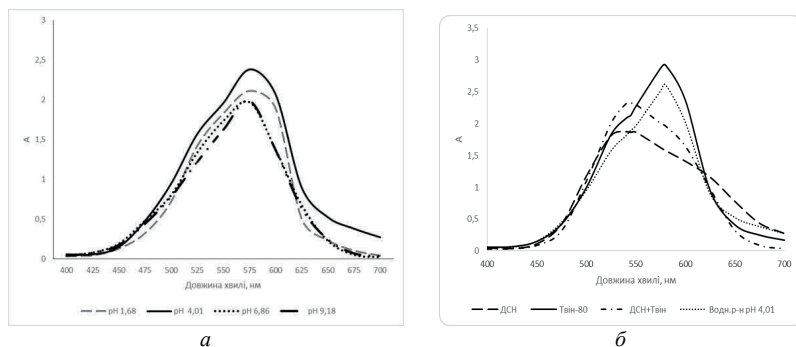 3
2,5
2
1,5
1
0,5
0
A
400 425 450 475 500 525 550 575 600 625 650 675 700
Довжина хвилі, нм
pH 1,68 pH 4,01 pH 6,86 pH 9,18
а
3,5
3
2,5
2
1,5
1
0,5
0
A
400 450 500 550 600 650 700
Довжина хвилі, нм
ДСН Твін-80 ДСН+Твін Водн.р-н pH 4,01
б